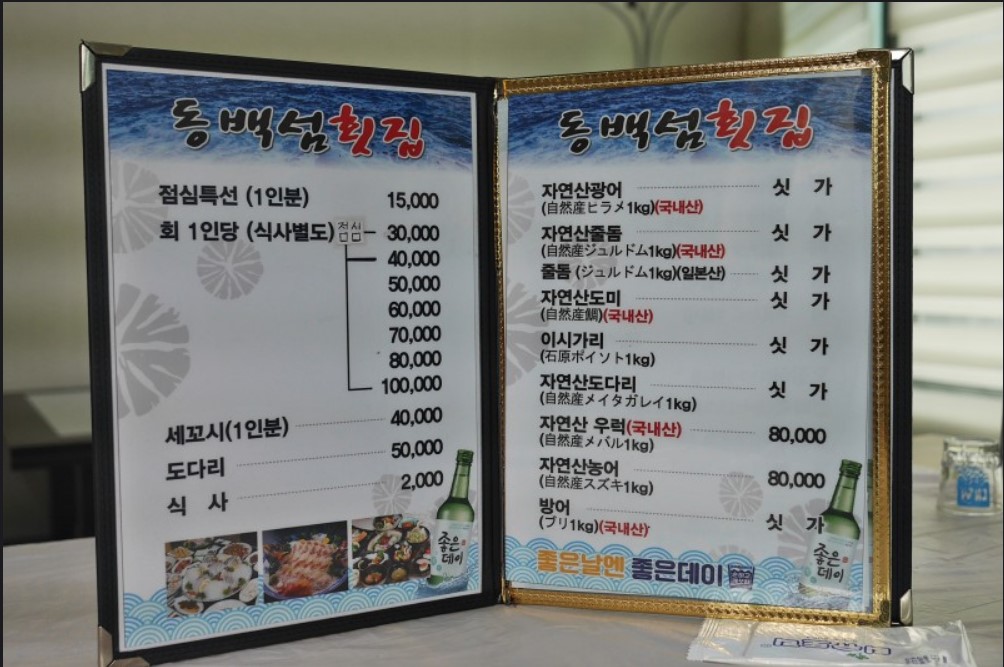 동백섬횟집
점심특선 (1인분) 15,000
회 1인당 (식사별도) 점심 30,000
40,000
50,000
60,000
70,000
80,000
100,000
세꼬시(1인분) 40,000
도다리 50,000
식 사 2,000
좋은
데이
동백섬횟집
자연산광어 싯 가
(自然産ヒラメ1kg)(국내산)
자연산줄돔 싯 가
(自然産ジュルドム1kg)(국내산)
줄돔 (ジュルドム1kg)(일본산) 싯 가
자연산도미 싯 가
(自然産鯛)(국내산)
이시가리 싯 가
(石原ボイソト1kg)
자연산도다리 싯 가
(自然産メイタガレイ1kg)
자연산 우럭(국내산) 80,000
(自然産メバル1kg)
자연산농어 80,000
(自然産スズキ1kg)
방어 싯 가
(ブリ1kg)(국내산)
좋은날엔 좋은데이
좋은
데이